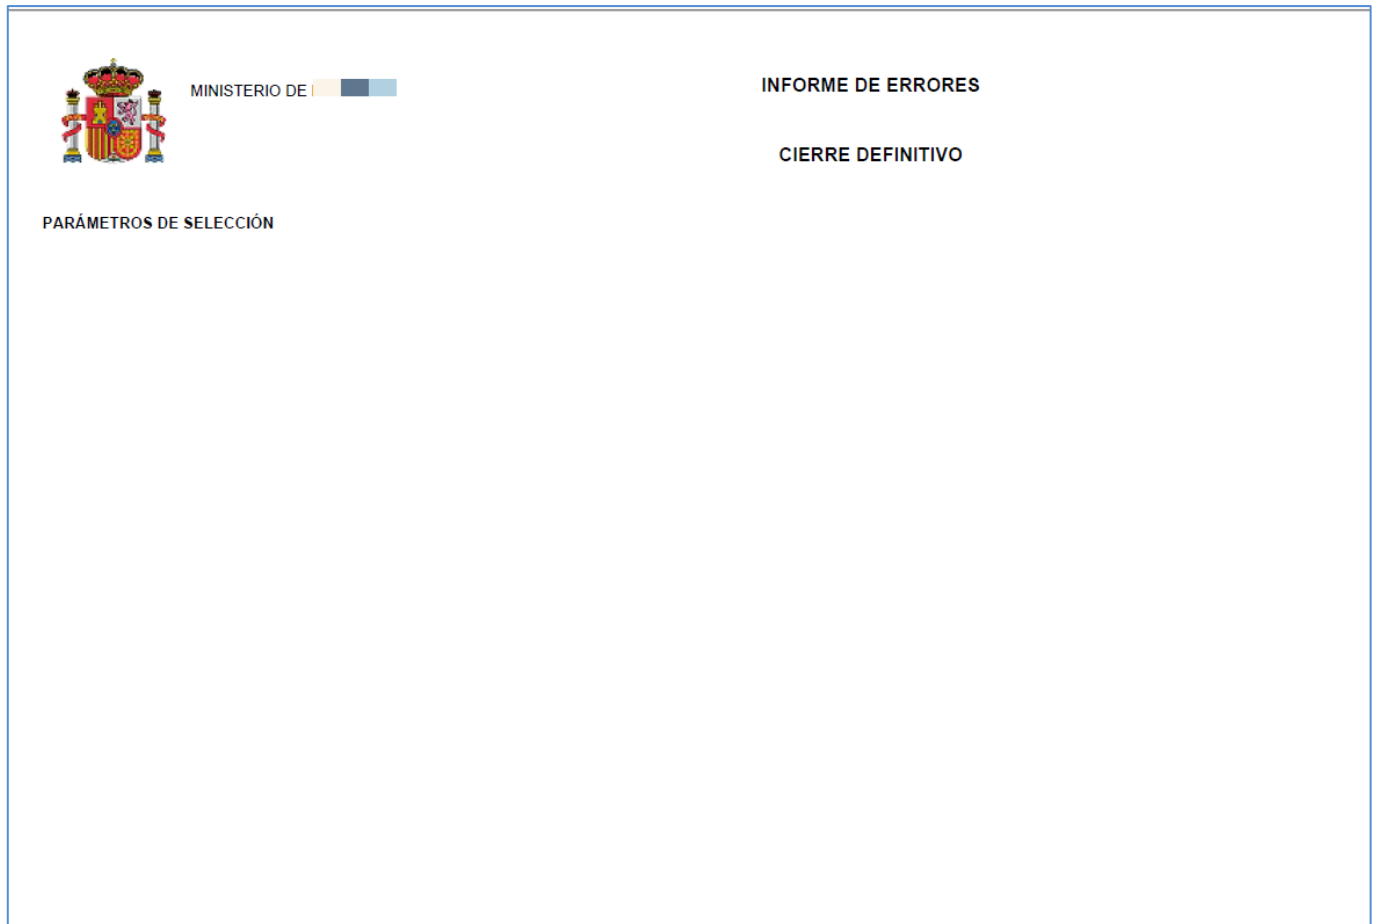 MINISTERIO DE
INFORME DE ERRORES
CIERRE DEFINITIVO
PARÁMETROS DE SELECCIÓN